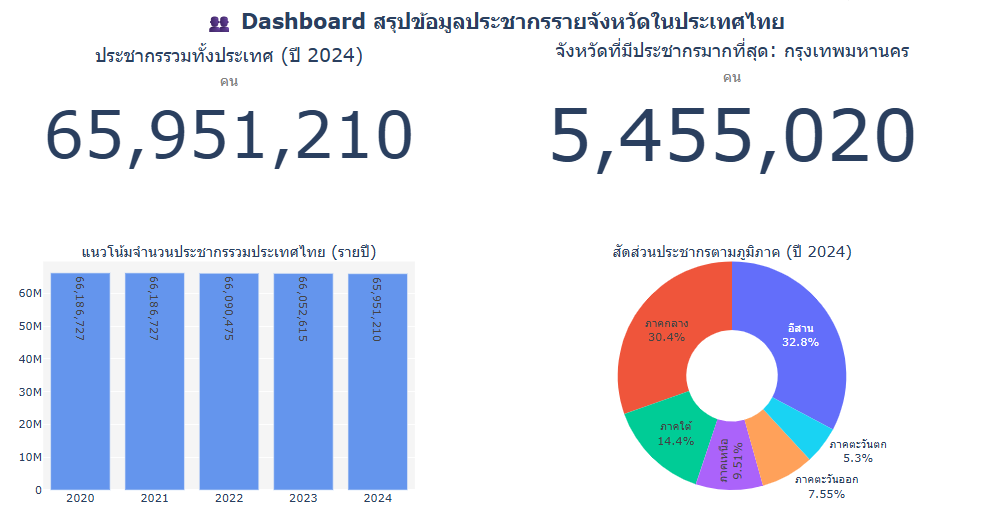 👥 Dashboard สรุปข้อมูลประชากรรายจังหวัดในประเทศไทย
ประชากรรวมทั้งประเทศ (ปี 2024)
คน
65,951,210
จังหวัดที่มีประชากรมากที่สุด: กรุงเทพมหานคร
คน
5,455,020
แนวโน้มจำนวนประชากรรวมประเทศไทย (รายปี)
60M
50M
40M
30M
20M
10M
0
66,186,727
66,186,727
66,090,475
66,052,615
65,951,210
2020
2021
2022
2023
2024
สัดส่วนประชากรตามภูมิภาค (ปี 2024)
อีสาน
32.8%
ภาคกลาง
30.4%
ภาคใต้
14.4%
ภาคเหนือ
9.51%
ภาคตะวันออก
7.55%
ภาคตะวันตก
5.3%